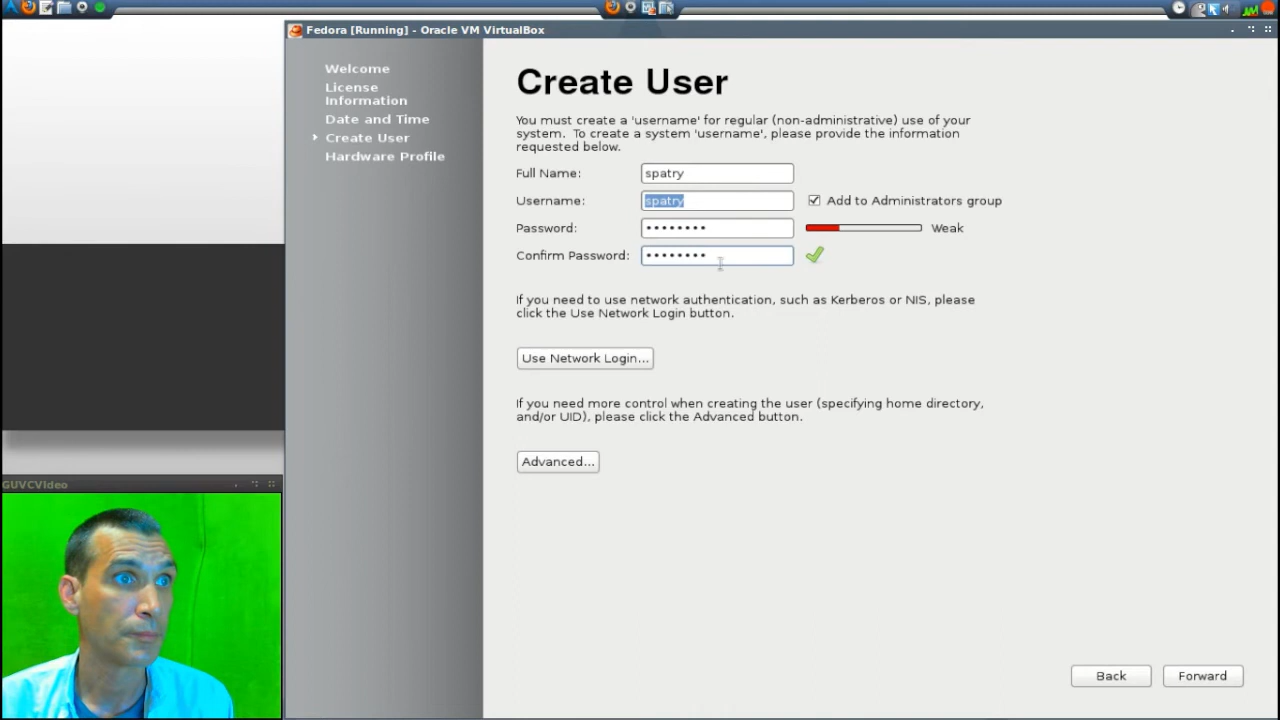 Fedora [Running] - Oracle VM VirtualBox
Welcome
License
Information
Date and Time
Create User
Hardware Profile
Create User
You must create a 'username' for regular (non-administrative) use of your
system. To create a system 'username', please provide the information
requested below.
Full Name: spatry
Username: spatry Add to Administrators group
Password: •••••••• Weak
Confirm Password: ••••••••
If you need to use network authentication, such as Kerberos or NIS, please
click the Use Network Login button.
Use Network Login...
If you need more control when creating the user (specifying home directory,
and/or UID), please click the Advanced button.
Advanced...
GUVCVideo
Back Forward